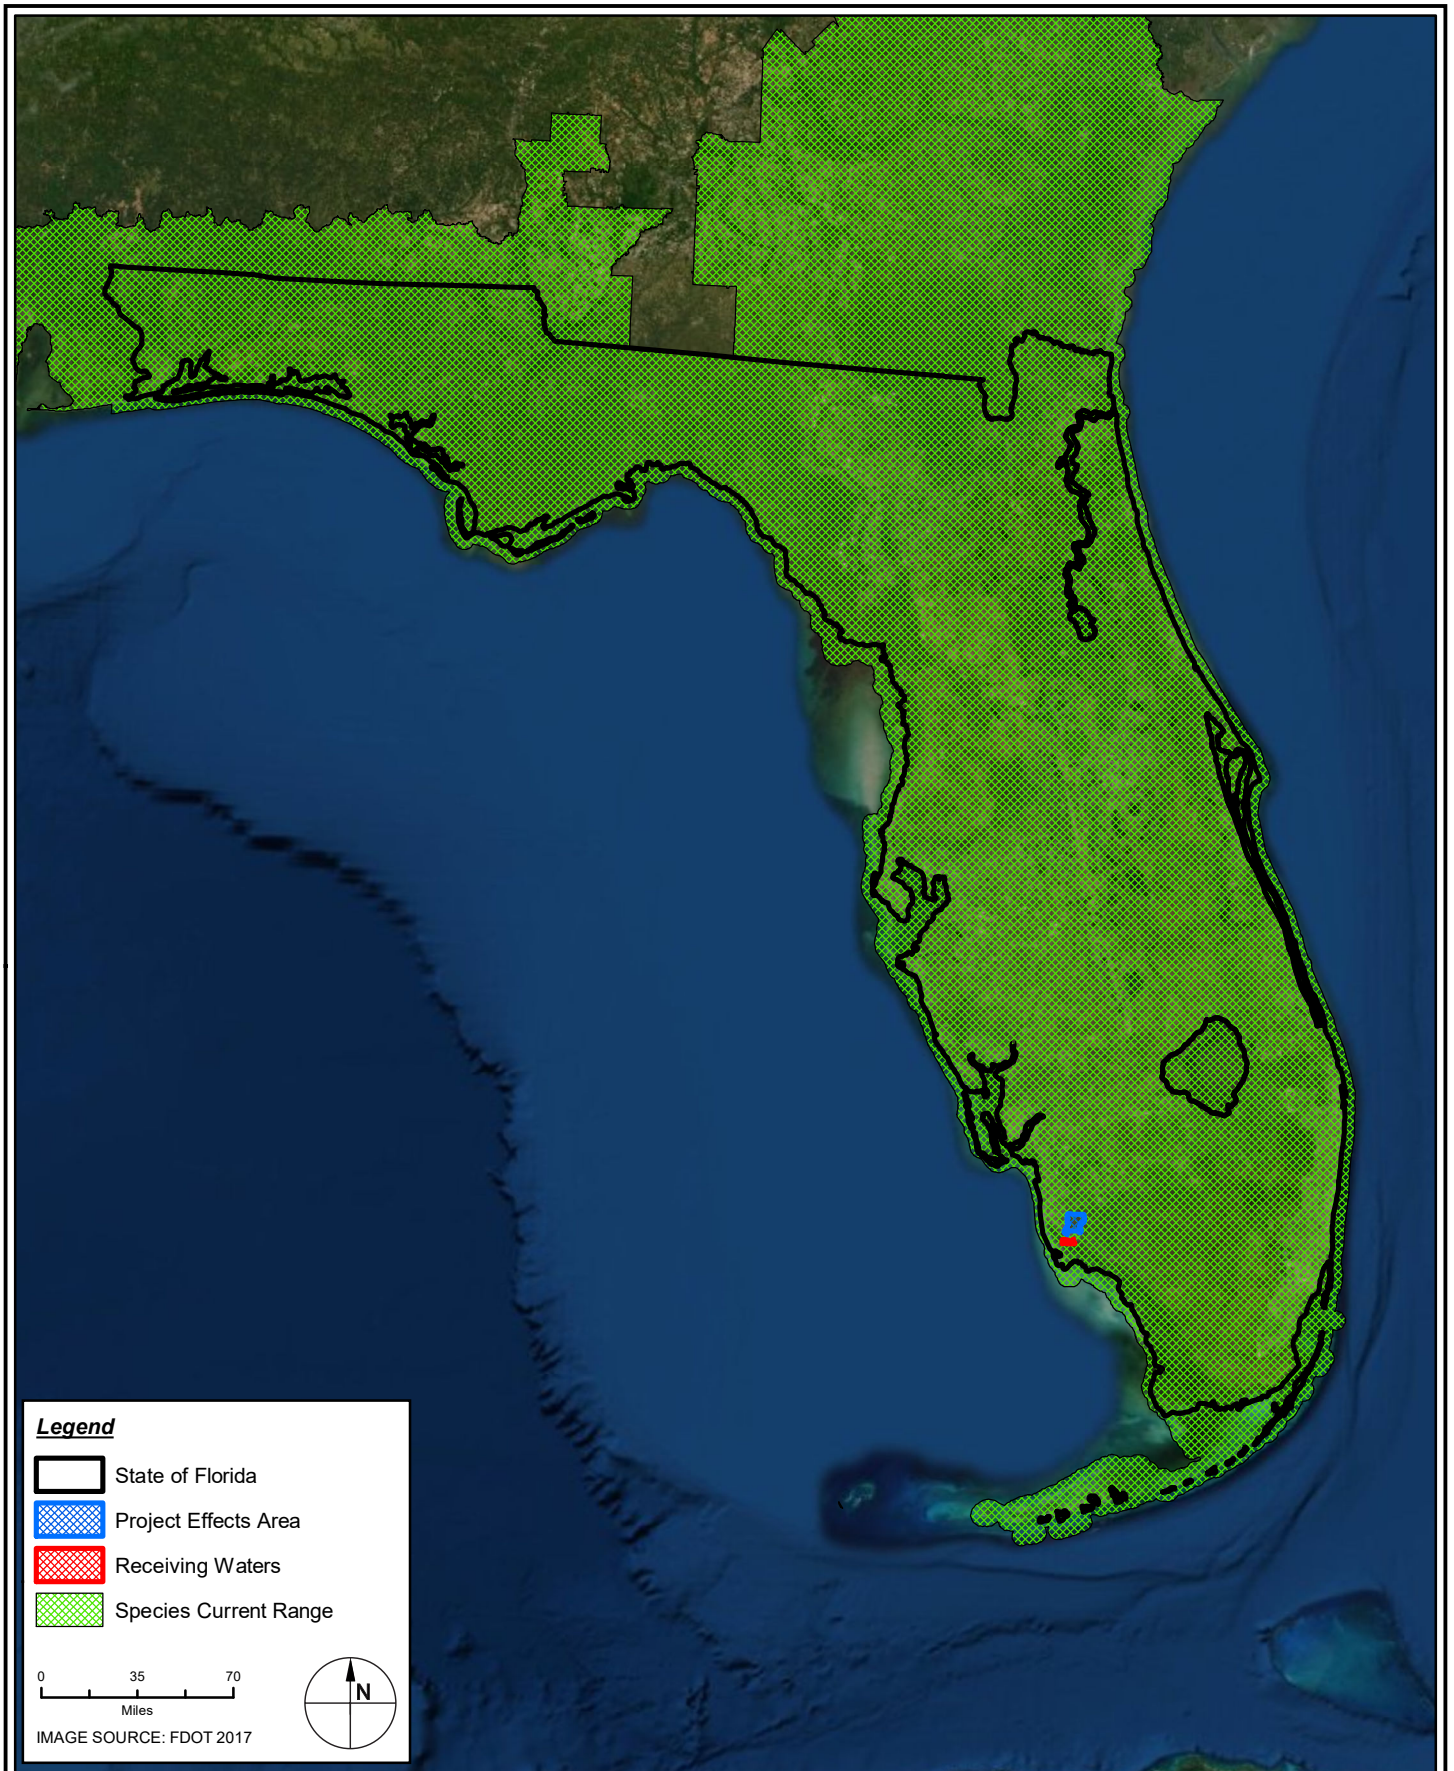 Legend
State of Florida
Project Effects Area
Receiving Waters
Species Current Range
0 35 70
Miles
N
IMAGE SOURCE: FDOT 2017